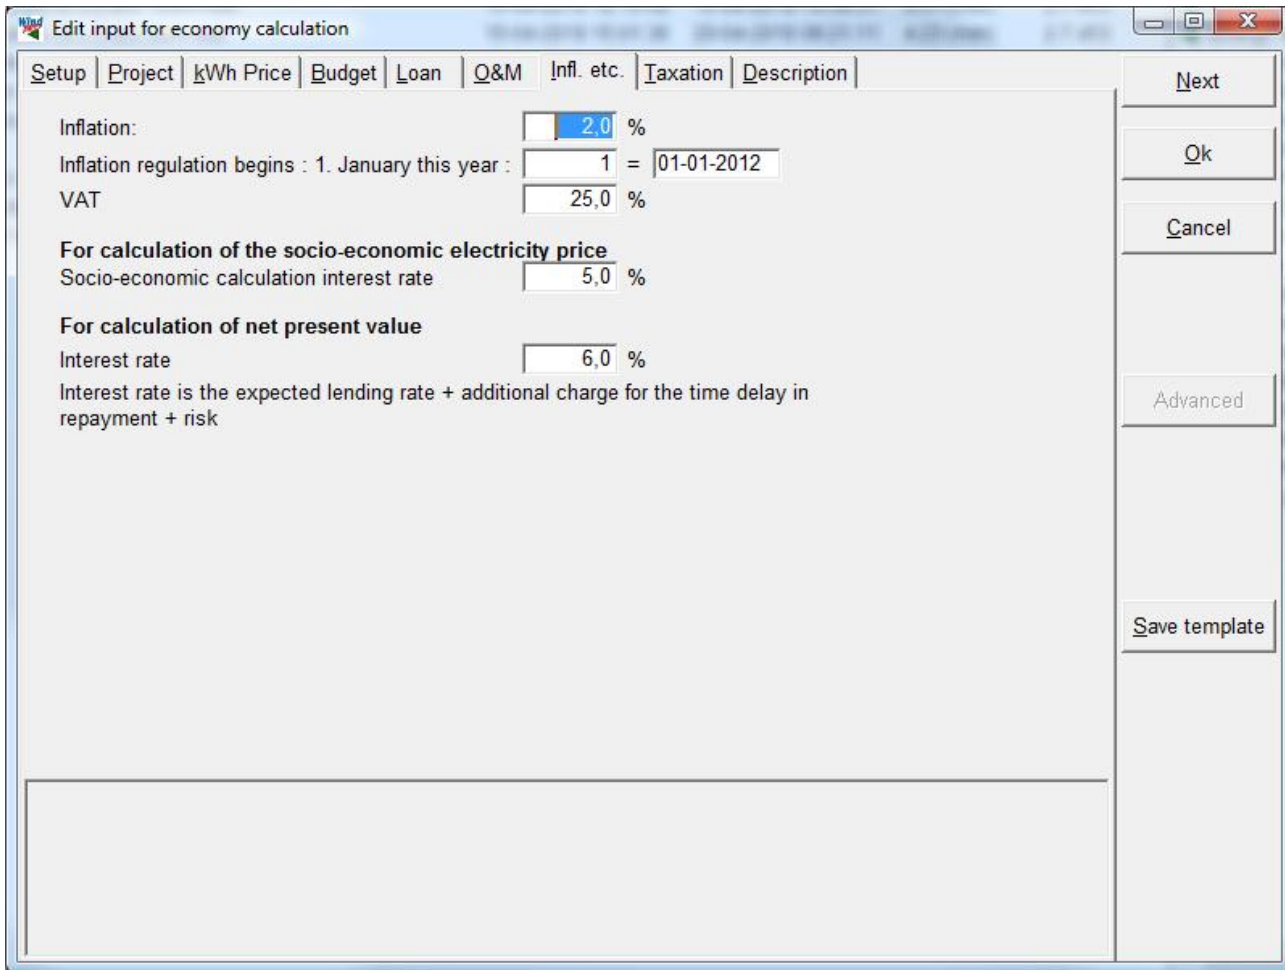 Wind
Edit input for economy calculation
Setup Project kWh Price Budget Loan O&M Infl. etc. Taxation Description
Next
Inflation: 2,0 %
Ok
Inflation regulation begins : 1. January this year : 1 = 01-01-2012
VAT 25,0 %
Cancel
For calculation of the socio-economic electricity price
Socio-economic calculation interest rate 5,0 %
For calculation of net present value
Interest rate 6,0 %
Interest rate is the expected lending rate + additional charge for the time delay in
repayment + risk
Advanced
Save template